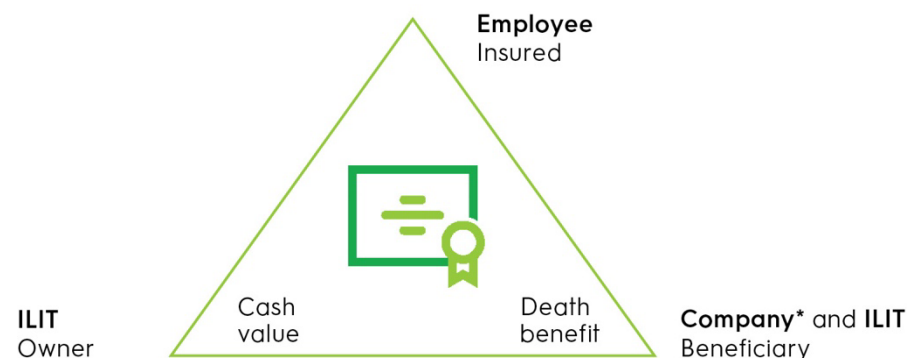 Employee
Insured
Cash
value
Death
benefit
ILIT
Owner
Company* and ILIT
Beneficiary